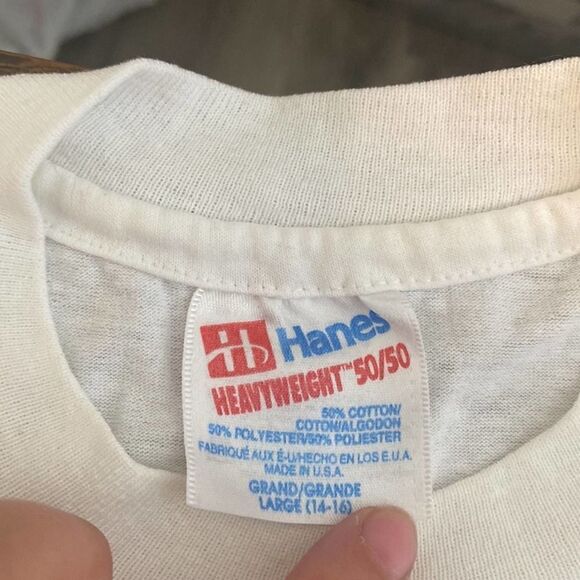 Hanes
HEAVYWEIGHT™ 50/50
50% COTTON/
COTON/ALGODON
50% POLYESTER/50% POLIESTER
FABRIQUÉ AUX É-U/HECHO EN LOS E.U.A.
MADE IN U.S.A.
GRAND/GRANDE
LARGE (14-16)